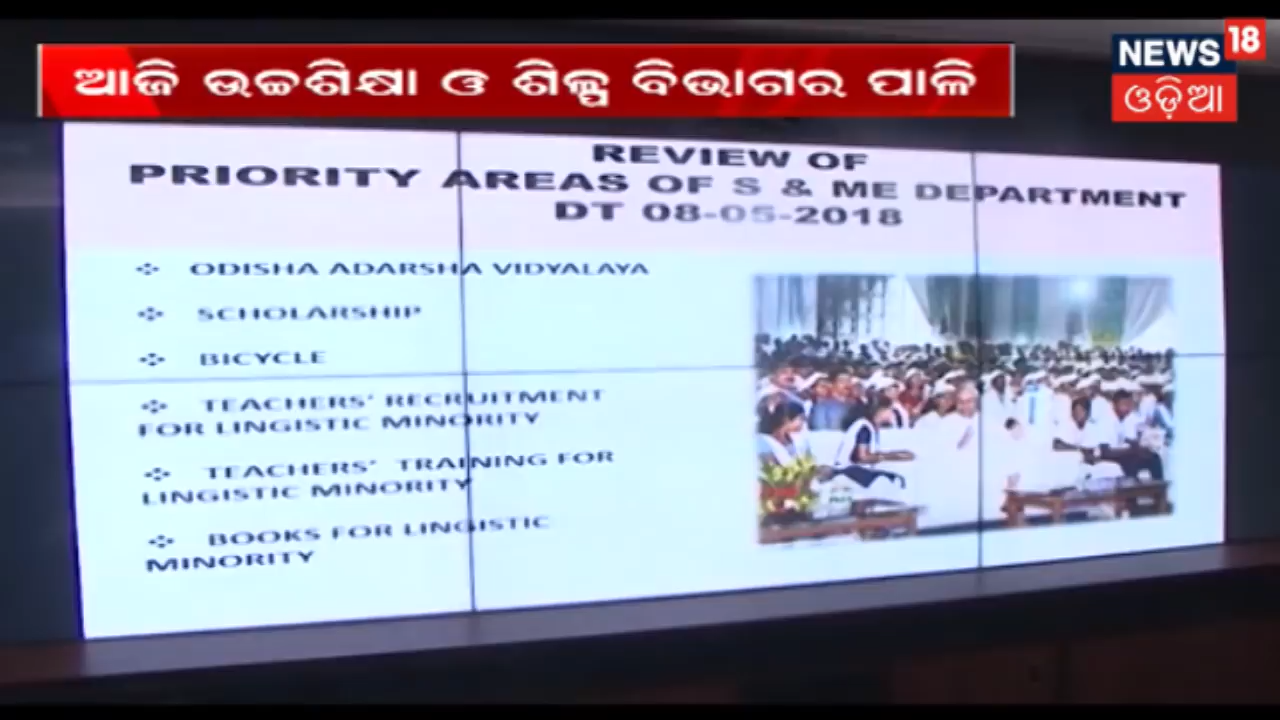 ଆଜି ଉଚ୍ଚଶିକ୍ଷା ଓ ଶିଳ୍ପ ବିଭାଗର ପାଳି
NEWS 18
ଓଡ଼ିଆ
REVIEW OF
PRIORITY AREAS OF S & ME DEPARTMENT
DT 08-05-2018
ODISHA ADARSHA VIDYALAYA
SCHOLARSHIP
BICYCLE
TEACHERS' RECRUITMENT
FOR LINGISTIC MINORITY
TEACHERS' TRAINING FOR
LINGISTIC MINORITY
BOOKS FOR LINGISTIC
MINORITY